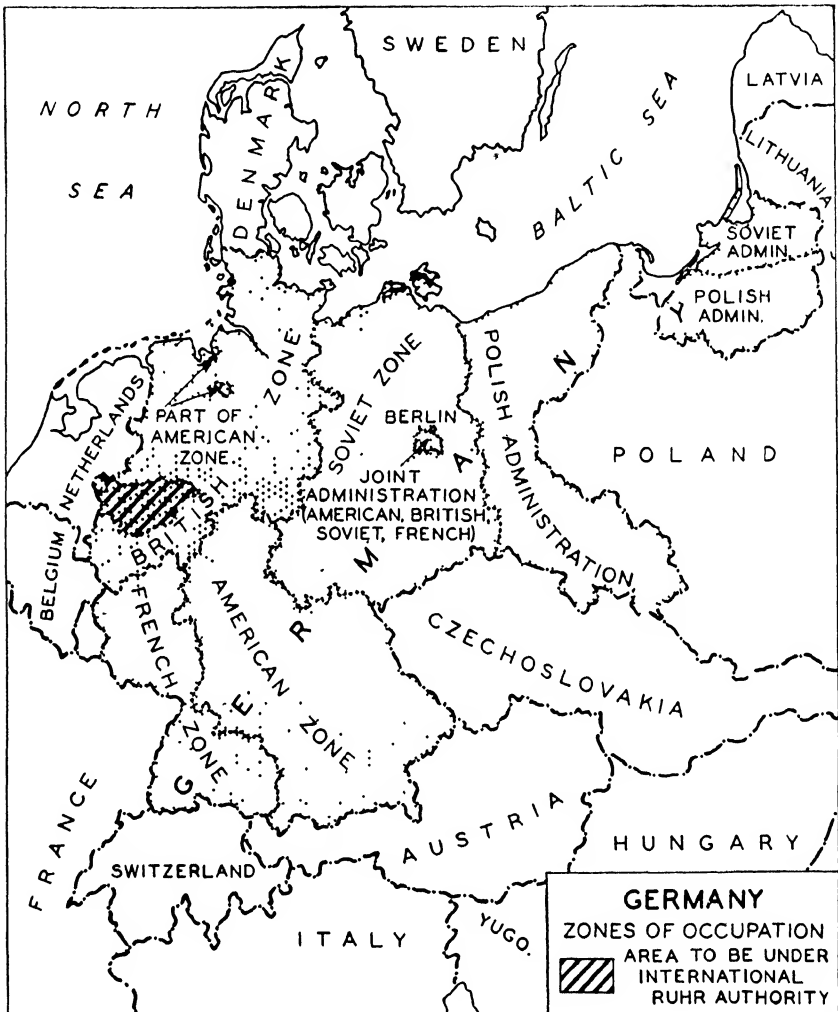 SWEDEN
NORTH
SEA
DENMARK
BALTIC SEA
LATVIA
LITHUANIA
SOVIET
ADMIN.
POLISH
ADMIN.
NETHERLANDS
PART OF
AMERICAN
ZONE
BRITISH
ZONE
SOVIET ZONE
BERLIN
JOINT
ADMINISTRATION
(AMERICAN, BRITISH,
SOVIET, FRENCH)
POLISH ADMINISTRATION
POLAND
BELGIUM
FRENCH
ZONE
AMERICAN ZONE
GERMANY
CZECHOSLOVAKIA
FRANCE
SWITZERLAND
AUSTRIA
HUNGARY
ITALY
YUGO.
GERMANY
ZONES OF OCCUPATION
AREA TO BE UNDER
INTERNATIONAL
RUHR AUTHORITY